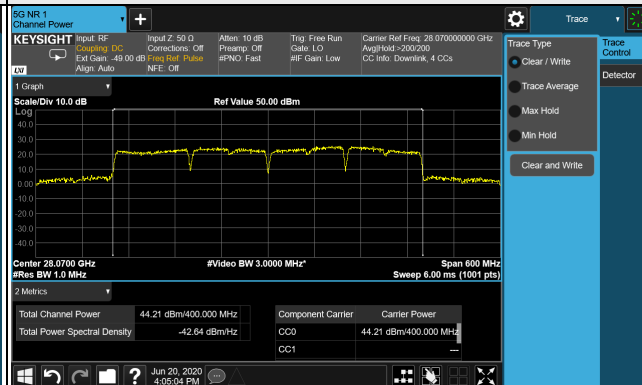 5G NR 1
Channel Power
Trace
KEYSIGHT
Input: RF
Coupling: DC
Ext Gain: -49.00 dB
Align: Auto
Input Z: 50 Ω
Corrections: Off
Freq Ref: Pulse
NFE: Off
Atten: 10 dB
Preamp: Off
#PNO: Fast
Trig: Free Run
Gate: LO
#IF Gain: Low
Carrier Ref Freq: 28.070000000 GHz
Avg|Hold:>200/200
CC Info: Downlink, 4 CCs
LXI
Trace Type
Clear / Write
Trace Average
Max Hold
Min Hold
Clear and Write
Trace
Control
Detector
1 Graph
Scale/Div 10.0 dB
Ref Value 50.00 dBm
Log
40.0
30.0
20.0
10.0
0.00
-10.0
-20.0
-30.0
-40.0
Center 28.0700 GHz
#Video BW 3.0000 MHz*
Span 600 MHz
#Res BW 1.0 MHz
Sweep 6.00 ms (1001 pts)
2 Metrics
Total Channel Power 44.21 dBm/400.000 MHz
Total Power Spectral Density -42.64 dBm/Hz
Component Carrier Carrier Power
CC0 44.21 dBm/400.000 MHz
CC1 ---
?
Jun 20, 2020
4:05:04 PM